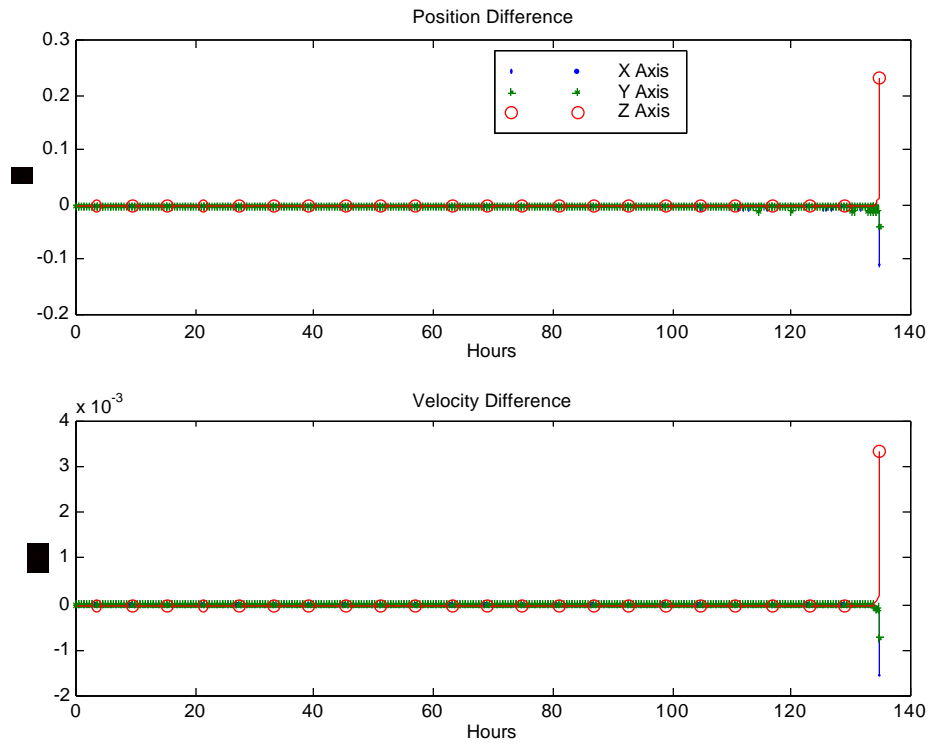 Position Difference
0.3
0.2
0.1
0
-0.1
-0.2
X Axis
Y Axis
Z Axis
0 20 40 60 80 100 120 140
Hours
x 10-3
Velocity Difference
4
3
2
1
0
-1
-2
0 20 40 60 80 100 120 140
Hours